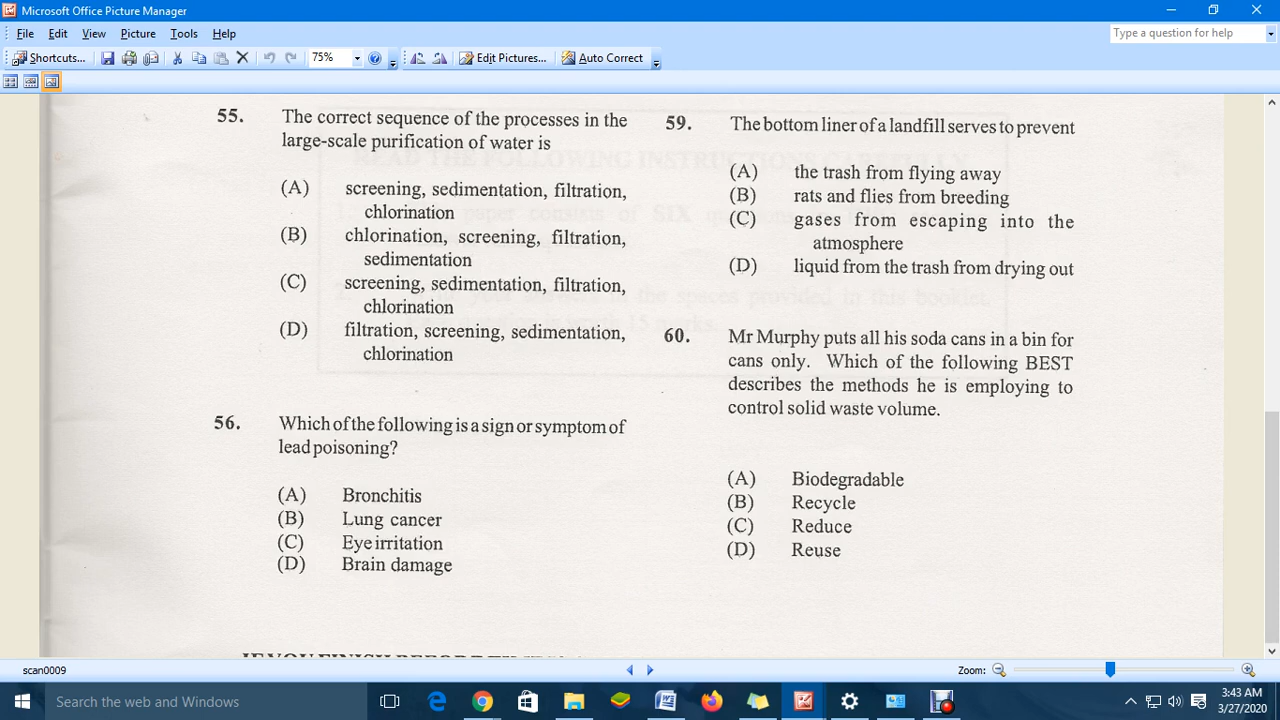 Microsoft Office Picture Manager
File Edit View Picture Tools Help
Type a question for help
Shortcuts... 75% Edit Pictures... Auto Correct
55. The correct sequence of the processes in the
large-scale purification of water is
(A) screening, sedimentation, filtration,
chlorination
(B) chlorination, screening, filtration,
sedimentation
(C) screening, sedimentation, filtration,
chlorination
(D) filtration, screening, sedimentation,
chlorination
56. Which of the following is a sign or symptom of
lead poisoning?
(A) Bronchitis
(B) Lung cancer
(C) Eye irritation
(D) Brain damage
59. The bottom liner of a landfill serves to prevent
(A) the trash from flying away
(B) rats and flies from breeding
(C) gases from escaping into the
atmosphere
(D) liquid from the trash from drying out
60. Mr Murphy puts all his soda cans in a bin for
cans only. Which of the following BEST
describes the methods he is employing to
control solid waste volume.
(A) Biodegradable
(B) Recycle
(C) Reduce
(D) Reuse
scan0009
Zoom:
Search the web and Windows
3:43 AM
3/27/2020